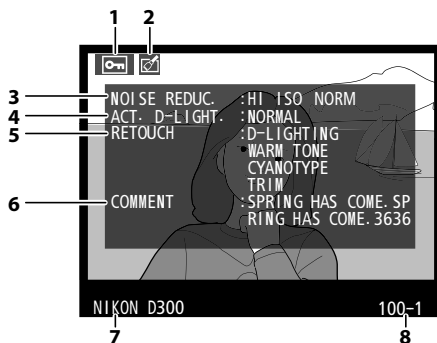 1 2
3 NOISE REDUC. :HI ISO NORM
4 ACT. D-LIGHT. :NORMAL
5 RETOUCH :D-LIGHTING
WARM TONE
CYANOTYPE
TRIM
6 COMMENT :SPRING HAS COME.SP
RING HAS COME.3636
NIKON D300 100-1
7 8